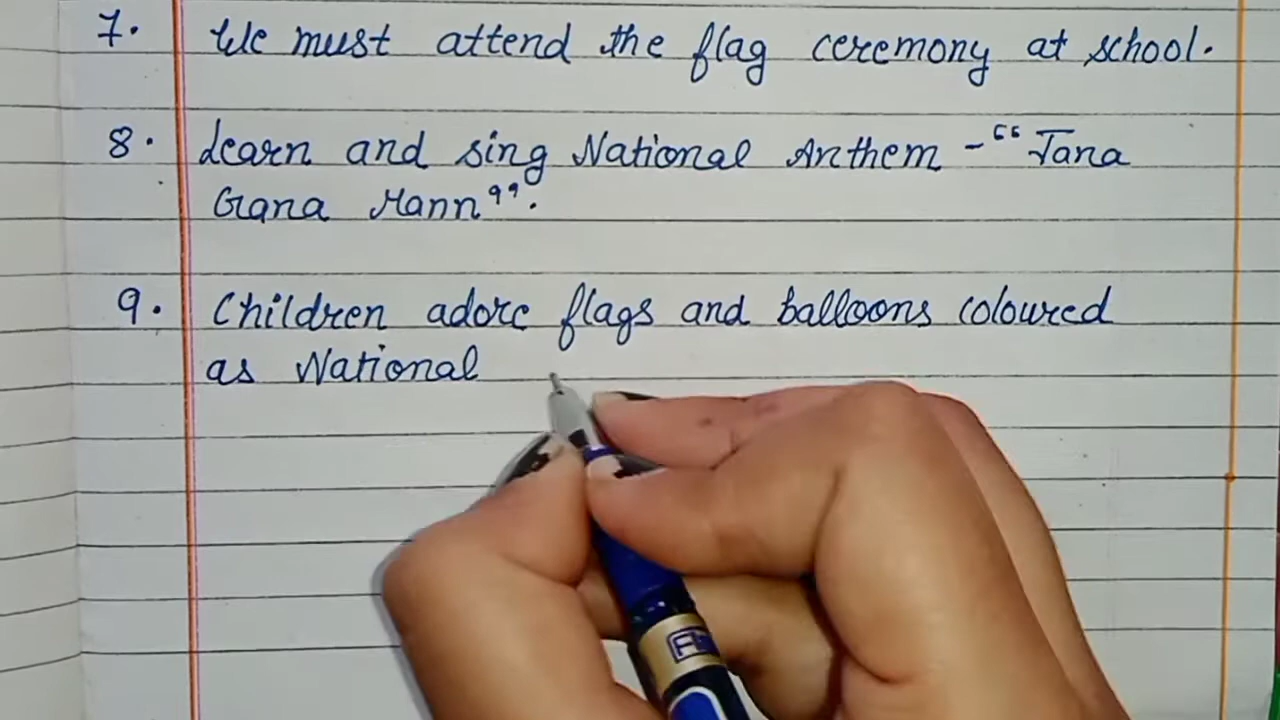 7. We must attend the flag ceremony at school.
8. Learn and sing National Anthem - "Jana
Gana Mann".
9. Children adore flags and balloons coloured
as National